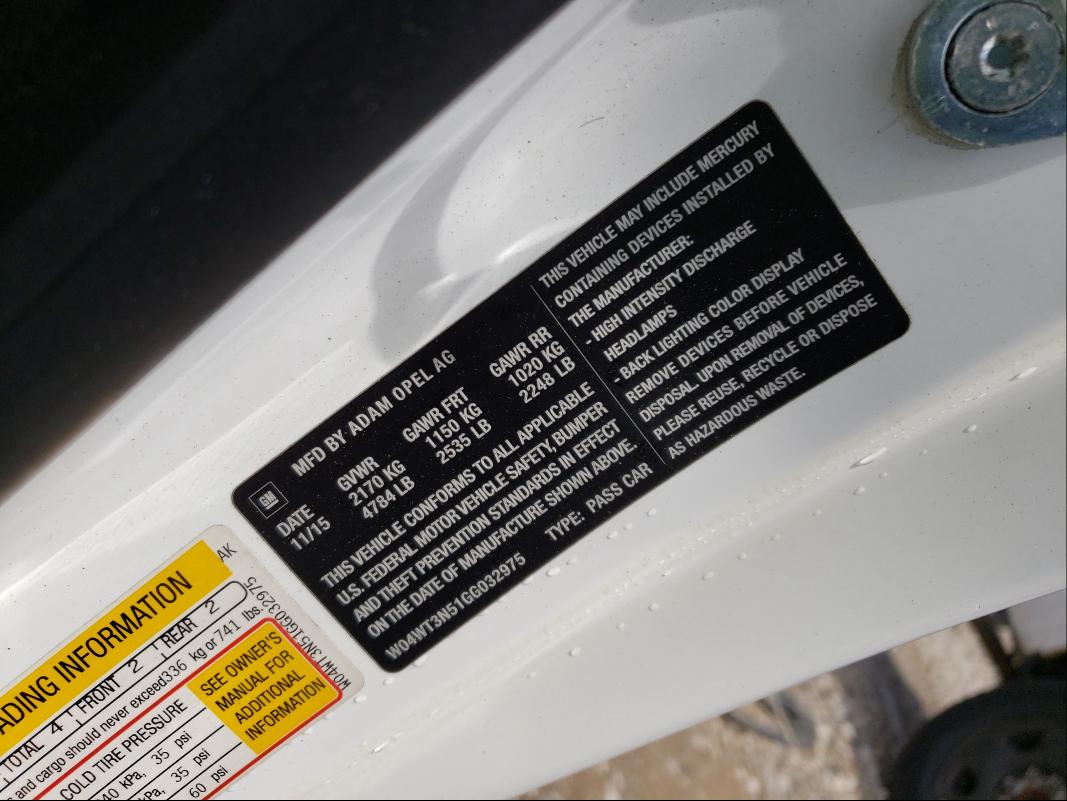 GM
MFD BY ADAM OPEL AG
DATE GVWR GAWR FRT GAWR RR
11/15 2170 KG 1150 KG 1020 KG
4784 LB 2535 LB 2248 LB
THIS VEHICLE CONFORMS TO ALL APPLICABLE
U.S. FEDERAL MOTOR VEHICLE SAFETY, BUMPER
AND THEFT PREVENTION STANDARDS IN EFFECT
ON THE DATE OF MANUFACTURE SHOWN ABOVE.
W04WT3N51GG032975 TYPE: PASS CAR
THIS VEHICLE MAY INCLUDE MERCURY
CONTAINING DEVICES INSTALLED BY
THE MANUFACTURER:
- HIGH INTENSITY DISCHARGE
HEADLAMPS
- BACK LIGHTING COLOR DISPLAY
REMOVE DEVICES BEFORE VEHICLE
DISPOSAL UPON REMOVAL OF DEVICES,
PLEASE REUSE, RECYCLE OR DISPOSE
AS HAZARDOUS WASTE.
ADING INFORMATION
AK
TOTAL 4 FRONT 2 REAR 2
and cargo should never exceed 336 kg or 741 lbs.
COLD TIRE PRESSURE
40 kPa, 35 psi
kPa, 35 psi
60 psi
SEE OWNER'S
MANUAL FOR
ADDITIONAL
INFORMATION
W04WT3N51GG032975